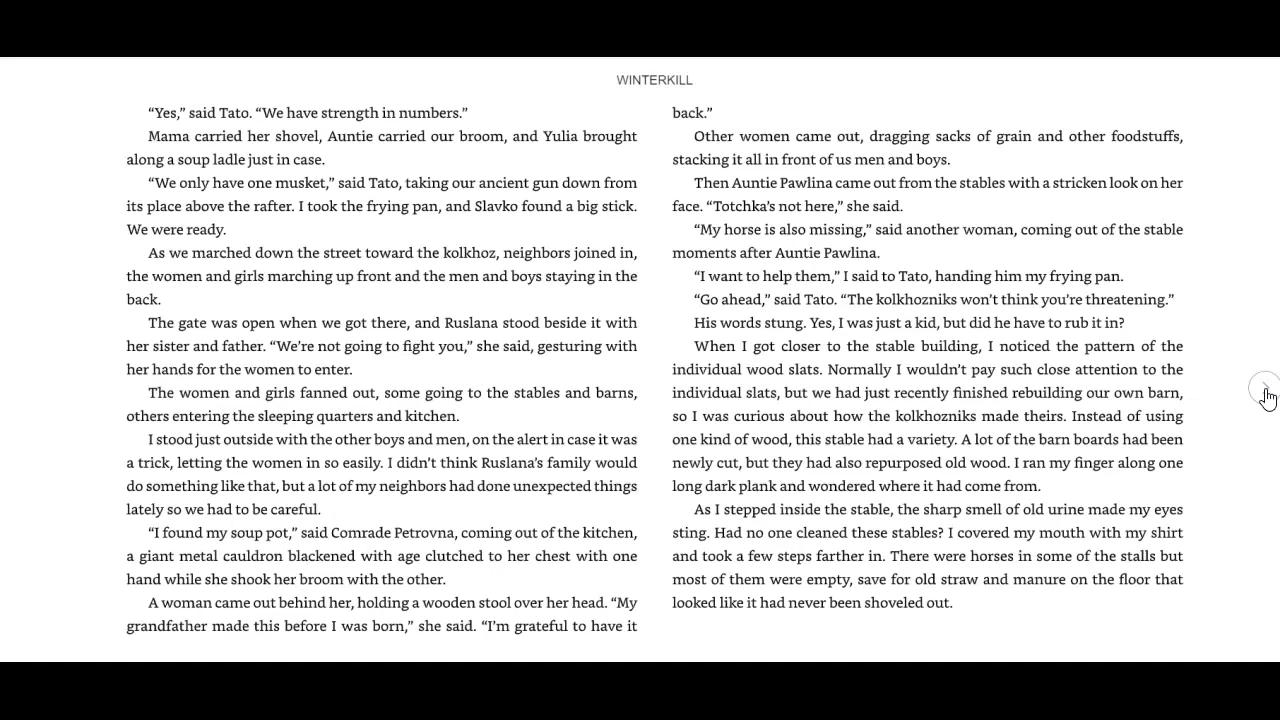 WINTERKILL
“Yes,” said Tato. “We have strength in numbers.”
Mama carried her shovel, Auntie carried our broom, and Yulia brought
along a soup ladle just in case.
“We only have one musket,” said Tato, taking our ancient gun down from
its place above the rafter. I took the frying pan, and Slavko found a big stick.
We were ready.
As we marched down the street toward the kolkhoz, neighbors joined in,
the women and girls marching up front and the men and boys staying in the
back.
The gate was open when we got there, and Ruslana stood beside it with
her sister and father. “We’re not going to fight you,” she said, gesturing with
her hands for the women to enter.
The women and girls fanned out, some going to the stables and barns,
others entering the sleeping quarters and kitchen.
I stood just outside with the other boys and men, on the alert in case it was
a trick, letting the women in so easily. I didn’t think Ruslana’s family would
do something like that, but a lot of my neighbors had done unexpected things
lately so we had to be careful.
“I found my soup pot,” said Comrade Petrovna, coming out of the kitchen,
a giant metal cauldron blackened with age clutched to her chest with one
hand while she shook her broom with the other.
A woman came out behind her, holding a wooden stool over her head. “My
grandfather made this before I was born,” she said. “I’m grateful to have it
back.”
Other women came out, dragging sacks of grain and other foodstuffs,
stacking it all in front of us men and boys.
Then Auntie Pawlina came out from the stables with a stricken look on her
face. “Totchka’s not here,” she said.
“My horse is also missing,” said another woman, coming out of the stable
moments after Auntie Pawlina.
“I want to help them,” I said to Tato, handing him my frying pan.
“Go ahead,” said Tato. “The kolkhozniks won’t think you’re threatening.”
His words stung. Yes, I was just a kid, but did he have to rub it in?
When I got closer to the stable building, I noticed the pattern of the
individual wood slats. Normally I wouldn’t pay such close attention to the
individual slats, but we had just recently finished rebuilding our own barn,
so I was curious about how the kolkhozniks made theirs. Instead of using
one kind of wood, this stable had a variety. A lot of the barn boards had been
newly cut, but they had also repurposed old wood. I ran my finger along one
long dark plank and wondered where it had come from.
As I stepped inside the stable, the sharp smell of old urine made my eyes
sting. Had no one cleaned these stables? I covered my mouth with my shirt
and took a few steps farther in. There were horses in some of the stalls but
most of them were empty, save for old straw and manure on the floor that
looked like it had never been shoveled out.